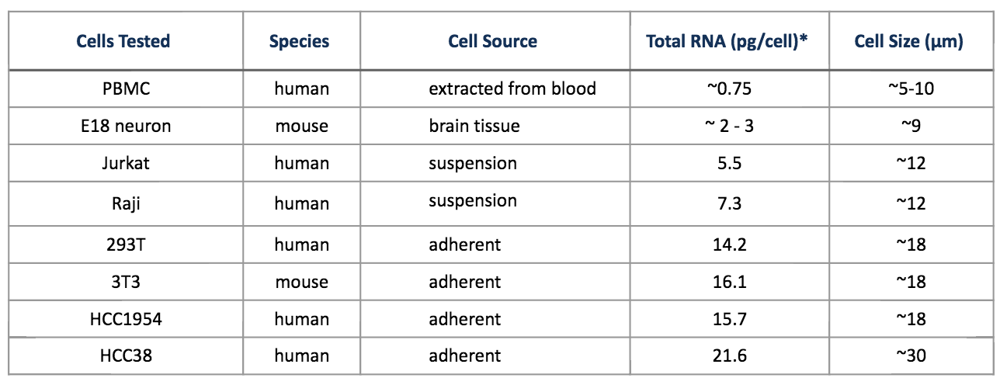 Cells Tested Species Cell Source Total RNA (pg/cell)* Cell Size (µm)
PBMC human extracted from blood ~0.75 ~5-10
E18 neuron mouse brain tissue ~ 2 - 3 ~9
Jurkat human suspension 5.5 ~12
Raji human suspension 7.3 ~12
293T human adherent 14.2 ~18
3T3 mouse adherent 16.1 ~18
HCC1954 human adherent 15.7 ~18
HCC38 human adherent 21.6 ~30